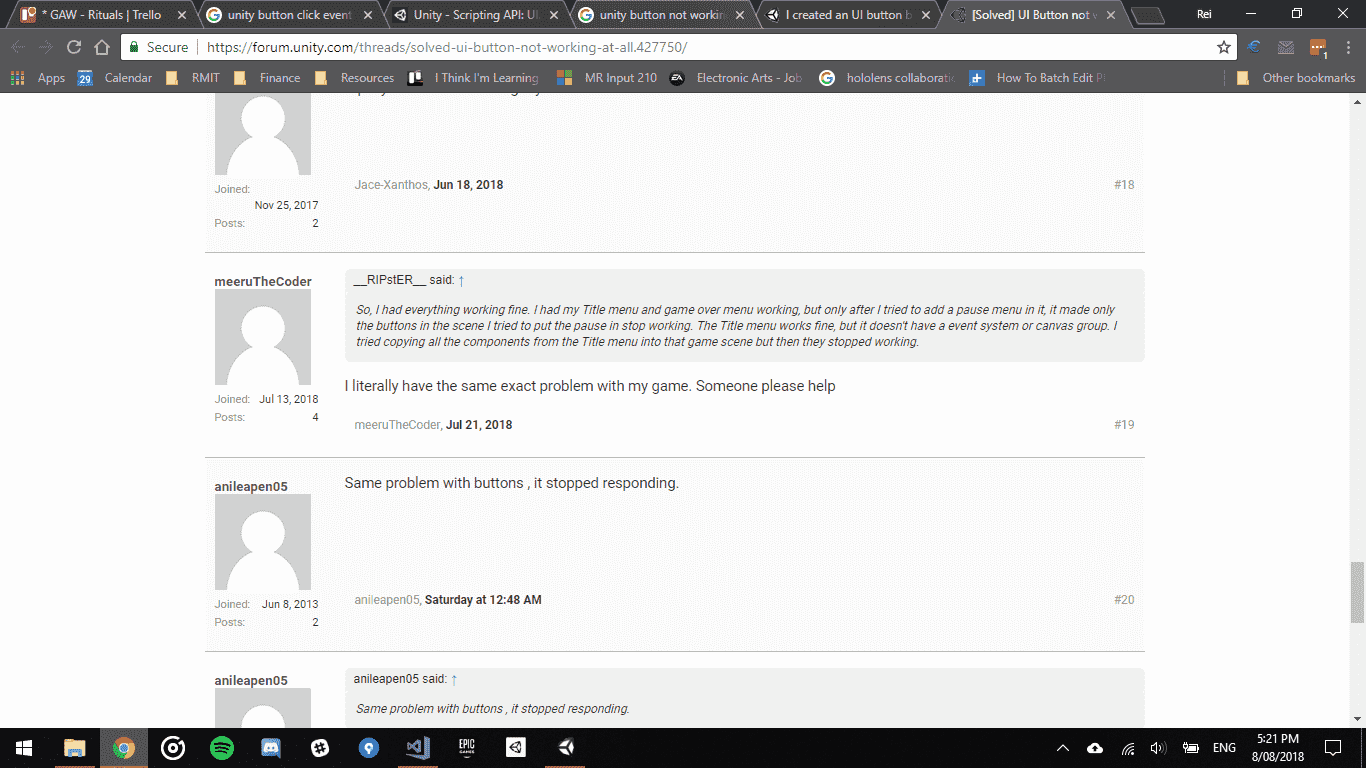 * GAW - Rituals | Trello
unity button click event
Unity - Scripting API: UI
unity button not workin
I created an UI button b
[Solved] UI Button not w
Rei
Secure
https://forum.unity.com/threads/solved-ui-button-not-working-at-all.427750/
1
Apps
29
Calendar
RMIT
Finance
Resources
I Think I'm Learning
MR Input 210
EA
Electronic Arts - Job
hololens collaborati
How To Batch Edit P
Other bookmarks
Joined:
Nov 25, 2017
Posts: 2
Jace-Xanthos, Jun 18, 2018
#18
meeruTheCoder
Joined: Jul 13, 2018
Posts: 4
__RIPstER__ said: ↑
So, I had everything working fine. I had my Title menu and game over menu working, but only after I tried to add a pause menu in it, it made only
the buttons in the scene I tried to put the pause in stop working. The Title menu works fine, but it doesn't have a event system or canvas group. I
tried copying all the components from the Title menu into that game scene but then they stopped working.
I literally have the same exact problem with my game. Someone please help
meeruTheCoder, Jul 21, 2018
#19
anileapen05
Joined: Jun 8, 2013
Posts: 2
Same problem with buttons , it stopped responding.
anileapen05, Saturday at 12:48 AM
#20
anileapen05
anileapen05 said: ↑
Same problem with buttons , it stopped responding.
EPIC
GAMES
ENG
5:21 PM
8/08/2018